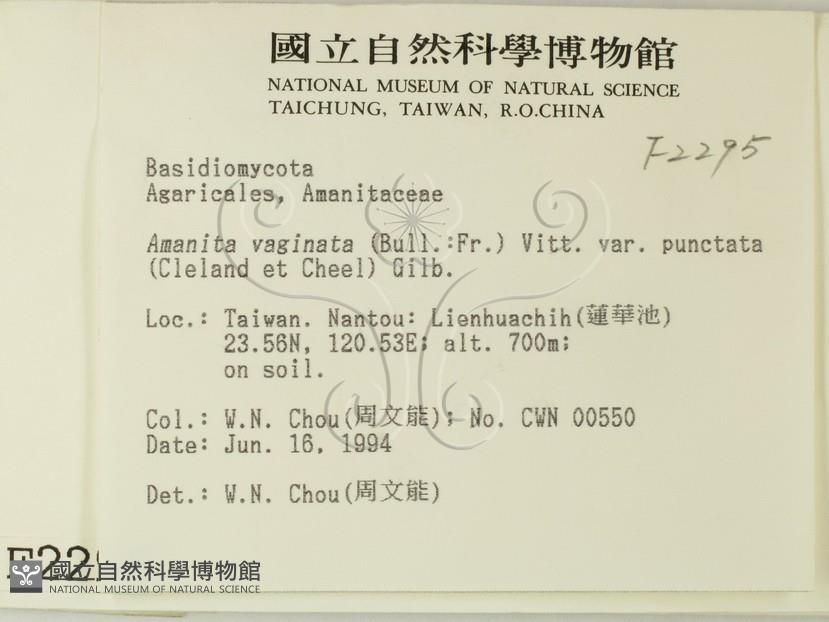 國立自然科學博物館
NATIONAL MUSEUM OF NATURAL SCIENCE
TAICHUNG, TAIWAN, R.O.CHINA
F2295
Basidiomycota
Agaricales, Amanitaceae
Amanita vaginata (Bull.:Fr.) Vitt. var. punctata
(Cleland et Cheel) Gilb.
Loc.: Taiwan. Nantou: Lienhuachih(蓮華池)
23.56N, 120.53E; alt. 700m;
on soil.
Col.: W.N. Chou(周文能); No. CWN 00550
Date: Jun. 16, 1994
Det.: W.N. Chou(周文能)
F22
國立自然科學博物館
NATIONAL MUSEUM OF NATURAL SCIENCE